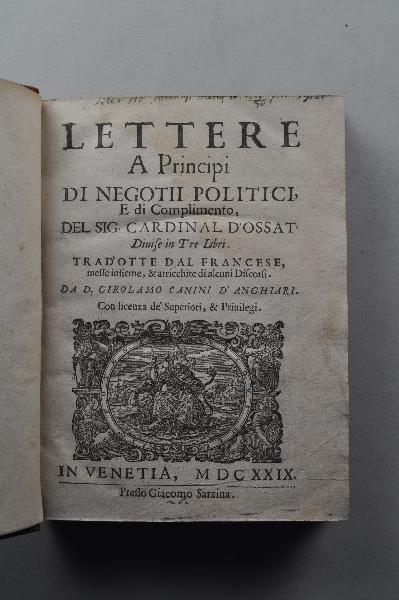 LETTERE
A Principi
DI NEGOTII POLITICI,
E di Complimento,
DEL SIG. CARDINAL D'OSSAT.
Diuise in Tre Libri.
TRADOTTE DAL FRANCESE,
messe insieme, & arricchite di alcuni Discorsi.
DA D. GIROLAMO CANINI D'ANGHIARI.
Con licenza de' Superiori, & Priuilegi.
IN VENETIA, MDCXXIX.
Presso Giacomo Sarzina.